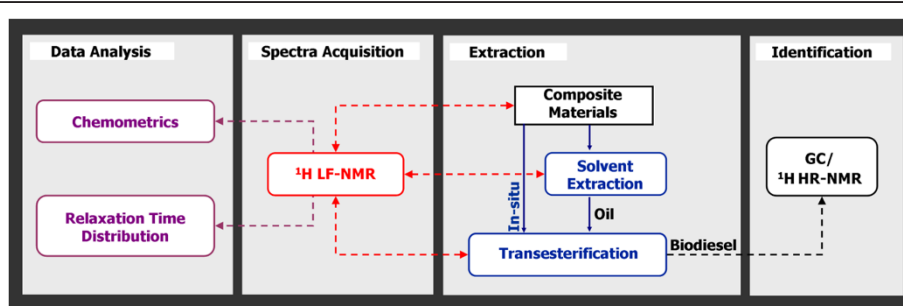 Data Analysis
Spectra Acquisition
Extraction
Identification
Chemometrics
Relaxation Time
Distribution
¹H LF-NMR
Composite
Materials
Solvent
Extraction
In-situ
Oil
Transesterification
Biodiesel
GC/
¹H HR-NMR